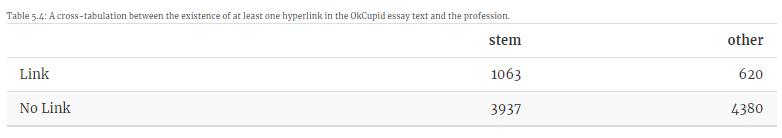 Table 5.4: A cross-tabulation between the existence of at least one hyperlink in the OkCupid essay text and the profession.
stem other
Link 1063 620
No Link 3937 4380